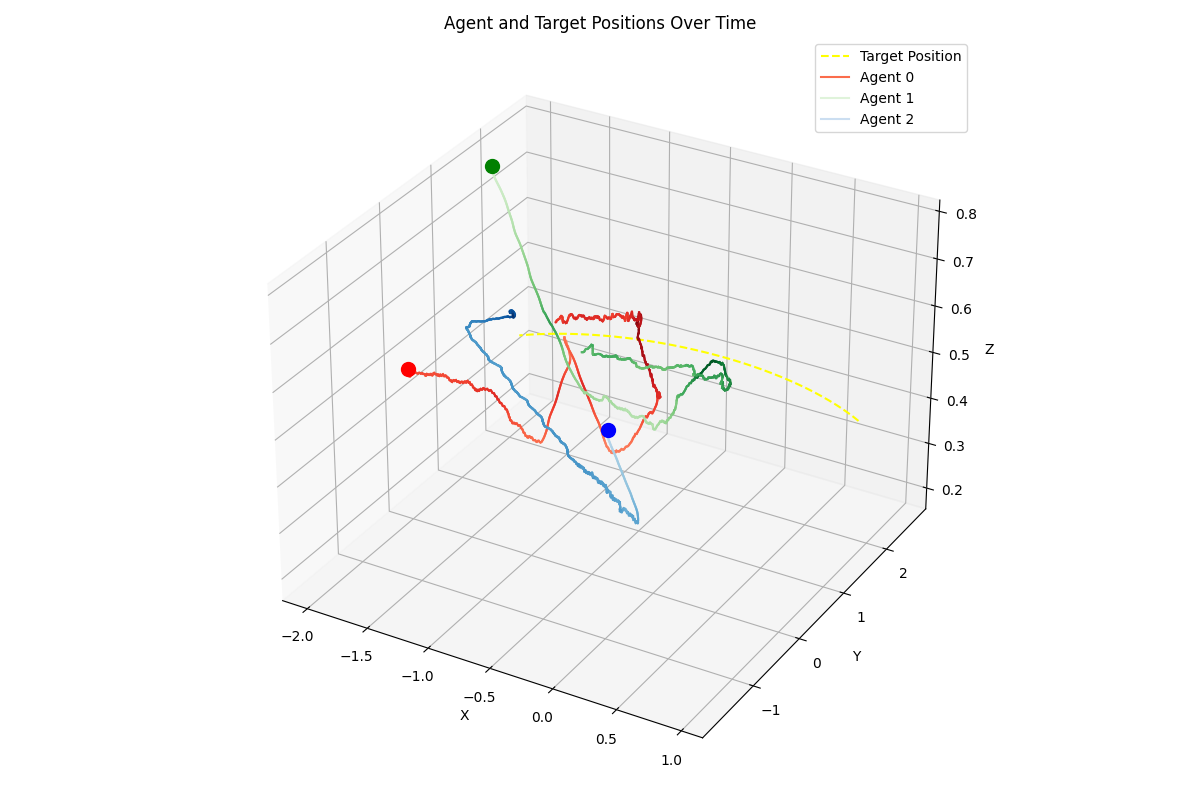 Agent and Target Positions Over Time
Target Position
Agent 0
Agent 1
Agent 2
0.8
0.7
0.6
0.5
0.4
0.3
0.2
Z
2
1
0
−1
Y
−2.0
−1.5
−1.0
−0.5
0.0
0.5
1.0
X